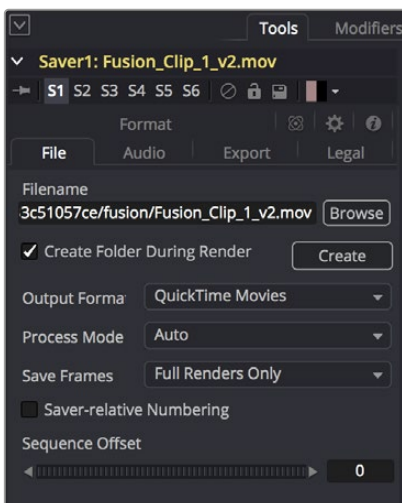 Tools Modifiers
Saver1: Fusion_Clip_1_v2.mov
S1 S2 S3 S4 S5 S6
Format
File Audio Export Legal
Filename
3c51057ce/fusion/Fusion_Clip_1_v2.mov Browse
Create Folder During Render Create
Output Forma QuickTime Movies
Process Mode Auto
Save Frames Full Renders Only
Saver-relative Numbering
Sequence Offset
0